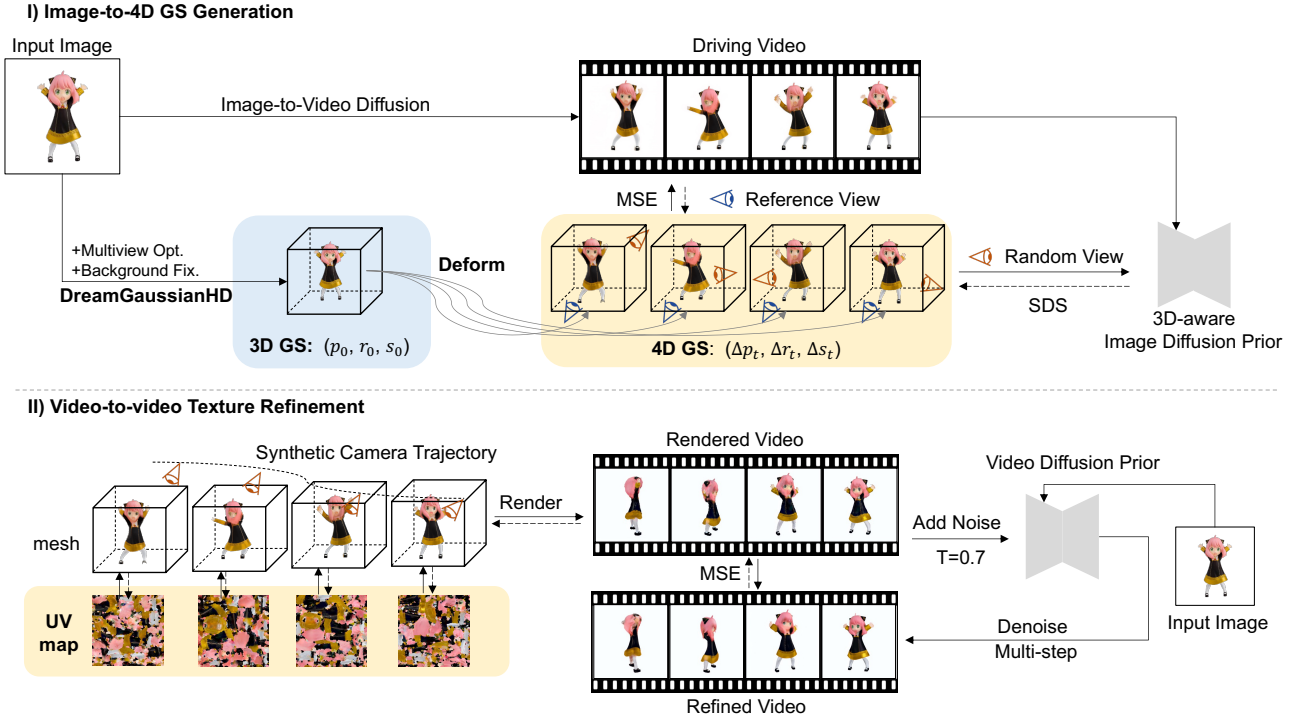 I) Image-to-4D GS Generation
Input Image
Driving Video
Image-to-Video Diffusion
MSE
Reference View
+Multiview Opt.
+Background Fix.
DreamGaussianHD
Deform
Random View
SDS
3D GS: (p₀, r₀, s₀)
4D GS: (Δpₜ, Δrₜ, Δsₜ)
3D-aware
Image Diffusion Prior
II) Video-to-video Texture Refinement
Synthetic Camera Trajectory
Rendered Video
Video Diffusion Prior
Render
mesh
Add Noise
T=0.7
MSE
UV
map
Input Image
Denoise
Multi-step
Refined Video